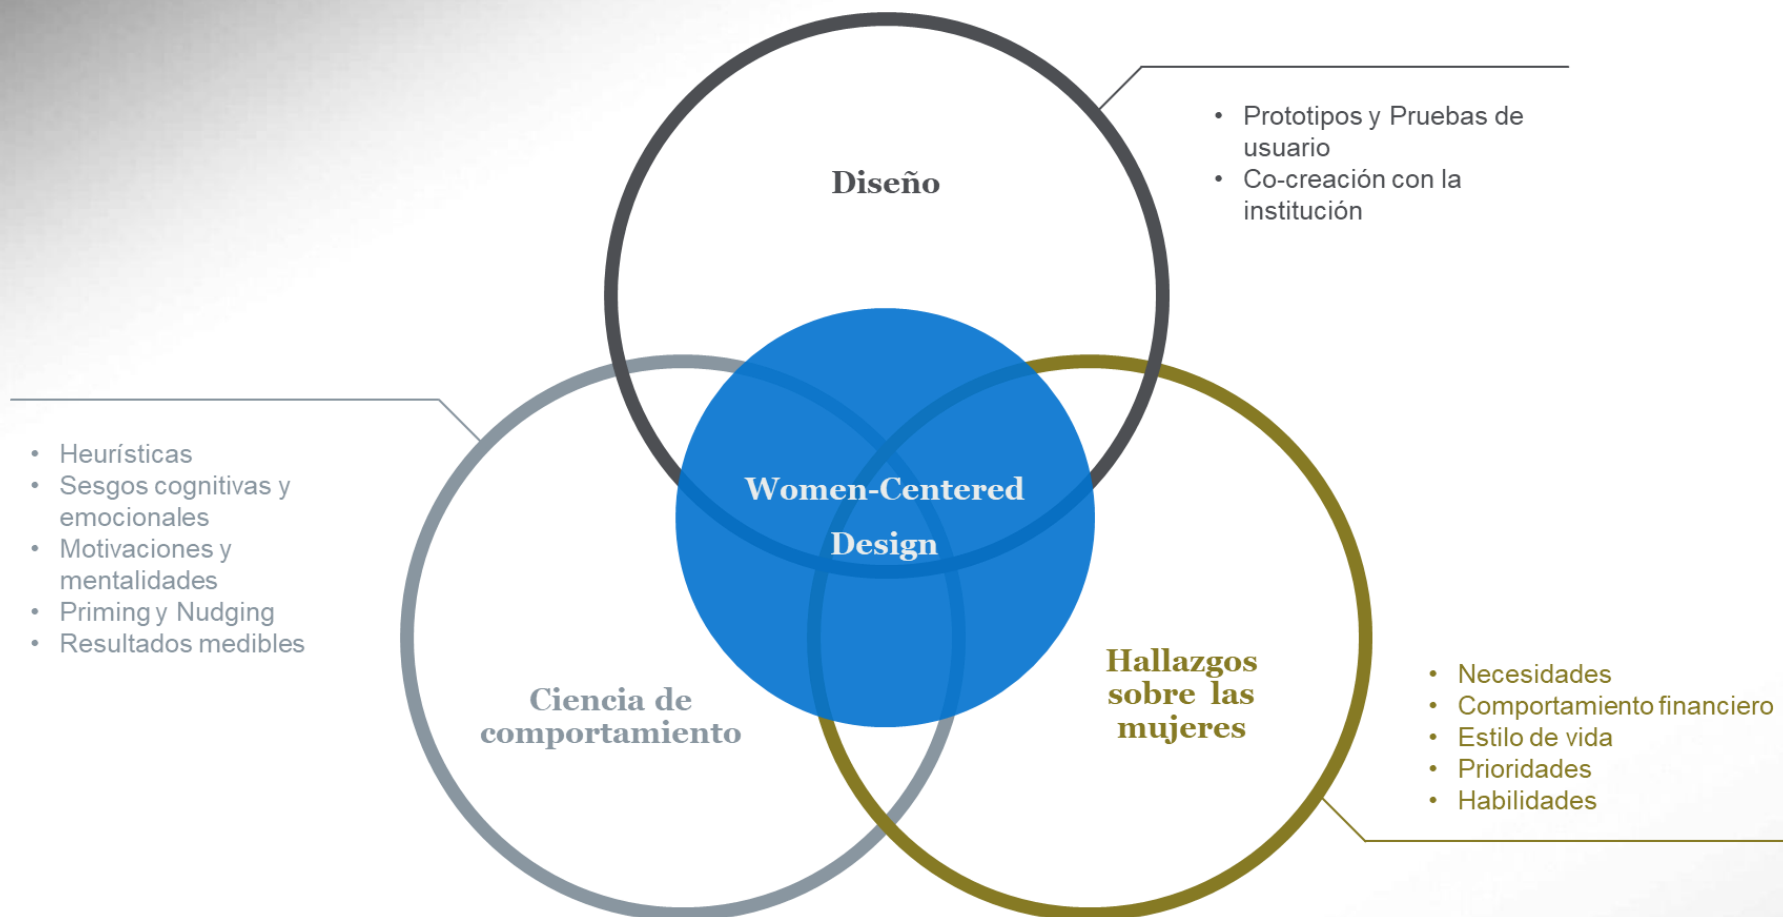 Diseño
• Prototipos y Pruebas de
usuario
• Co-creación con la
institución
Women-Centered
Design
• Heurísticas
• Sesgos cognitivas y
emocionales
• Motivaciones y
mentalidades
• Priming y Nudging
• Resultados medibles
Ciencia de
comportamiento
Hallazgos
sobre las
mujeres
• Necesidades
• Comportamiento financiero
• Estilo de vida
• Prioridades
• Habilidades